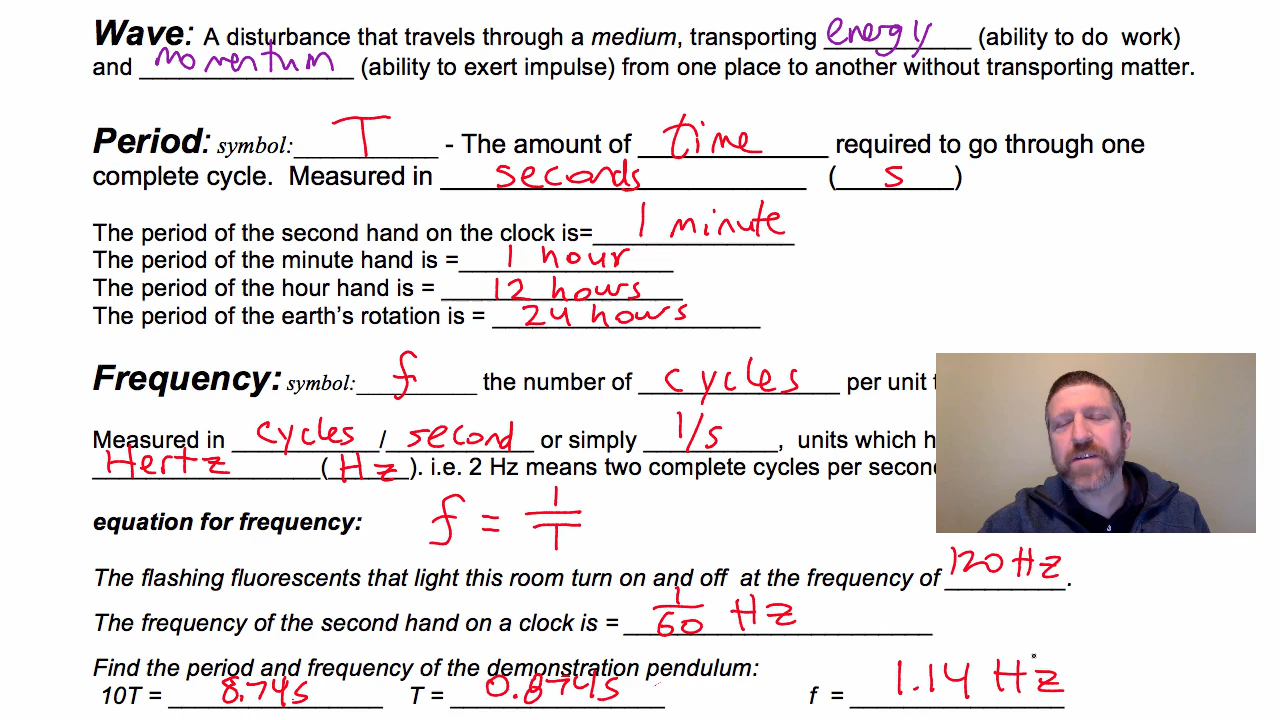 Wave: A disturbance that travels through a medium, transporting energy (ability to do work)
and momentum (ability to exert impulse) from one place to another without transporting matter.
Period: symbol: T - The amount of time required to go through one
complete cycle. Measured in seconds (s)
The period of the second hand on the clock is= 1 minute
The period of the minute hand is = 1 hour
The period of the hour hand is = 12 hours
The period of the earth's rotation is = 24 hours
Frequency: symbol: f the number of cycles per unit
Measured in cycles / second or simply 1/s, units which
Hertz (Hz). i.e. 2 Hz means two complete cycles per secon
equation for frequency: f = 1/T
The flashing fluorescents that light this room turn on and off at the frequency of 120 Hz.
The frequency of the second hand on a clock is = 1/60 Hz
Find the period and frequency of the demonstration pendulum:
10T = 8.74s T = 0.874s f = 1.14 Hz